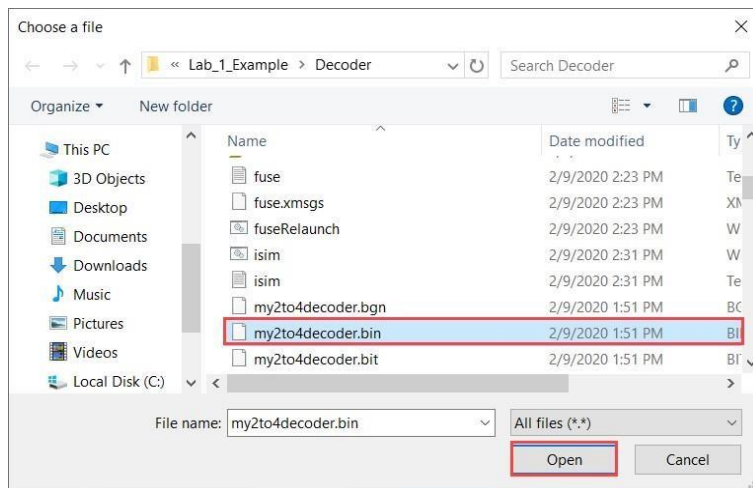 Choose a file
« Lab_1_Example > Decoder
Search Decoder
Organize
New folder
?
Name
Date modified
Ty
This PC
3D Objects
Desktop
Documents
Downloads
Music
Pictures
Videos
Local Disk (C:)
fuse 2/9/2020 2:23 PM Te
fuse.xmsgs 2/9/2020 2:23 PM
fuseRelaunch 2/9/2020 2:23 PM W
isim 2/9/2020 2:31 PM W
isim 2/9/2020 2:31 PM Te
my2to4decoder.bgn 2/9/2020 1:51 PM
my2to4decoder.bin 2/9/2020 1:51 PM
my2to4decoder.bit 2/9/2020 1:51 PM
File name: my2to4decoder.bin All files (*.*)
Open Cancel